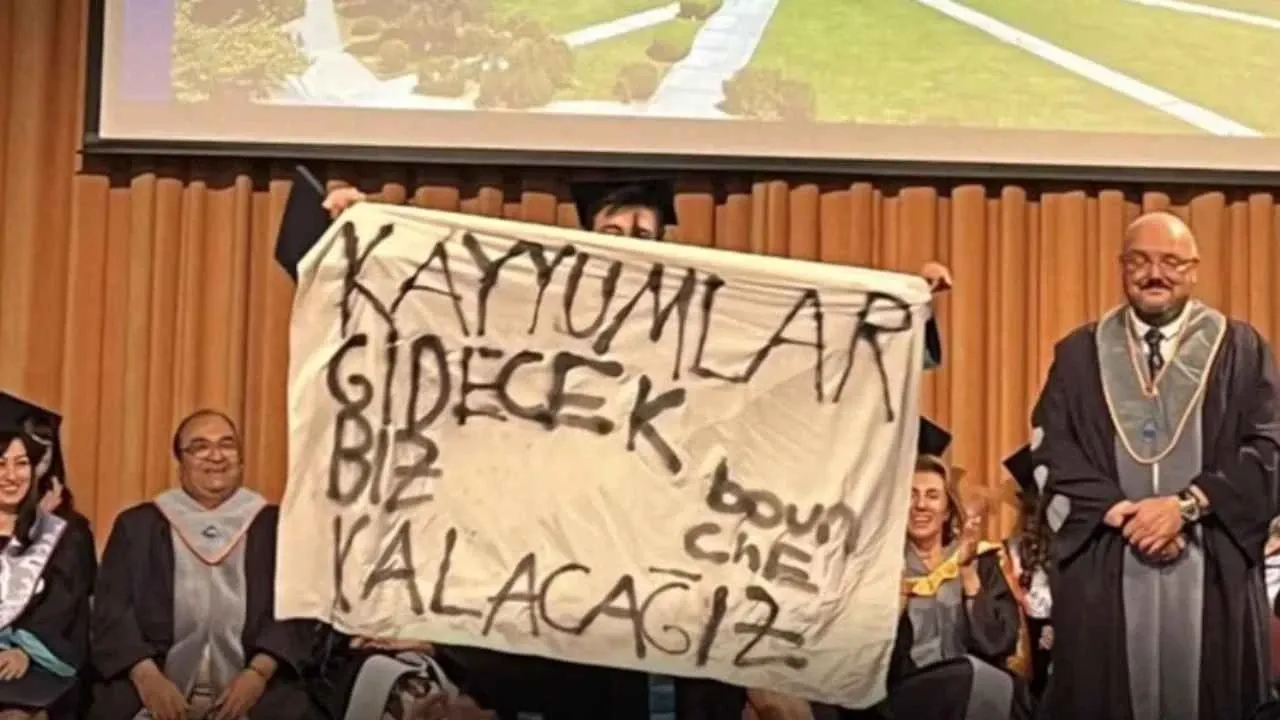 KAYYUMLAR
GİDECEK
BİZ
KALACAĞIZ
boun
ChE